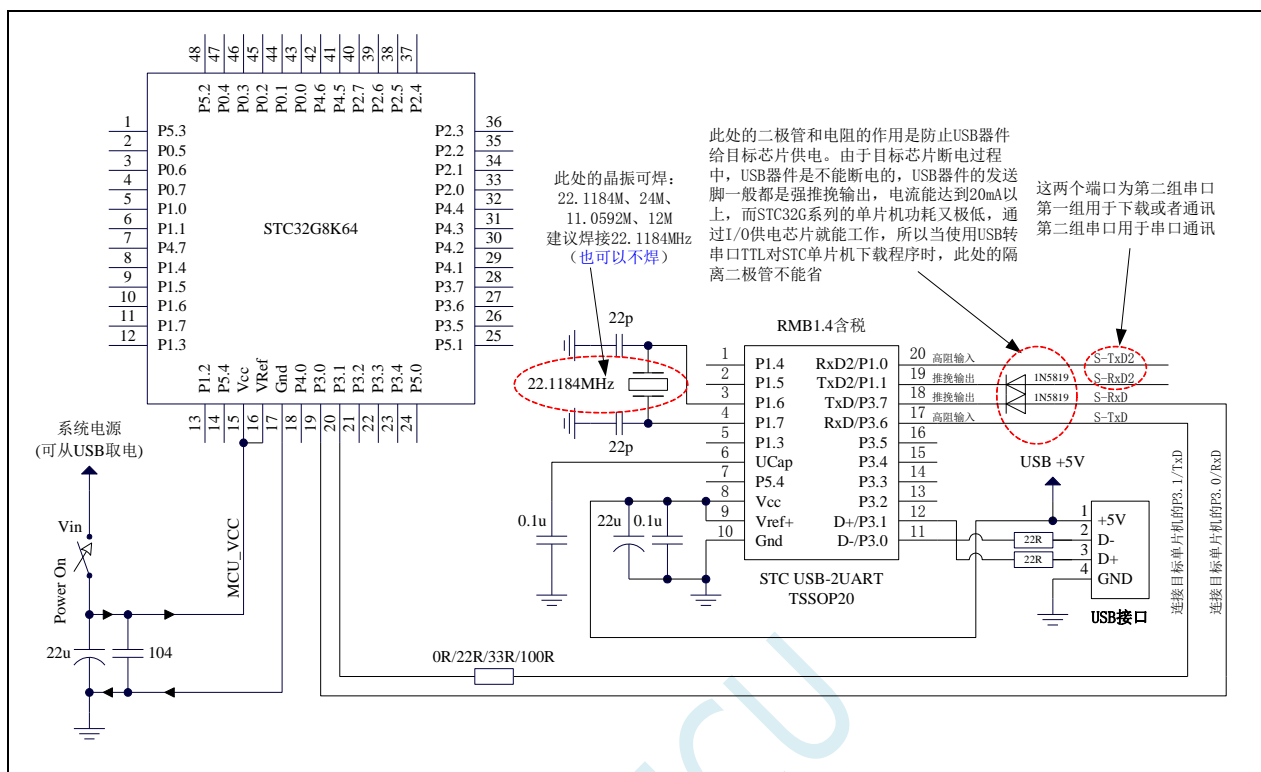 48
47
46
45
44
43
42
41
40
39
38
37
P5.2
P0.4
P0.3
P0.2
P0.1
P0.0
P4.6
P4.5
P2.7
P2.6
P2.5
P2.4
1 P5.3
2 P0.5
3 P0.6
4 P0.7
5 P1.0
6 P1.1
7 P4.7
8 P1.4
9 P1.5
10 P1.6
11 P1.7
12 P1.3
STC32G8K64
P2.3 36
P2.2 35
P2.1 34
P2.0 33
P4.4 32
P4.3 31
P4.2 30
P4.1 29
P3.7 28
P3.6 27
P3.5 26
P5.1 25
P1.2
P5.4
Vcc
VRef
Gnd
P4.0
P3.0
P3.1
P3.2
P3.3
P3.4
P5.0
13
14
15
16
17
18
19
20
21
22
23
24
此处的晶振可焊:
22.1184M、24M、
11.0592M、12M
建议焊接22.1184MHz
(也可以不焊)
此处的二极管和电阻的作用是防止USB器件
给目标芯片供电。由于目标芯片断电过程
中,USB器件是不能断电的,USB器件的发送
脚一般都是强推挽输出,电流能达到20mA以
上,而STC32G系列的单片机功耗又极低,通
过I/O供电芯片就能工作,所以当使用USB转
串口TTL对STC单片机下载程序时,此处的隔
离二极管不能省
这两个端口为第二组串口
第一组用于下载或者通讯
第二组串口用于串口通讯
22p
22.1184MHz
22p
RMB1.4含税
1 P1.4
2 P1.5
3 P1.6
4 P1.7
5 P1.3
6 UCap
7 P5.4
8 Vcc
9 Vref+
10 Gnd
RxD2/P1.0 20 高阻输入 S-TxD2
TxD2/P1.1 19 推挽输出 1N5819 S-RxD2
TxD/P3.7 18 推挽输出 1N5819 S-RxD
RxD/P3.6 17 高阻输入 S-TxD
P3.5 16
P3.4 15
P3.3 14
P3.2 13
D+/P3.1 12
D-/P3.0 11
STC USB-2UART
TSSOP20
0.1u
22u
0.1u
USB +5V
1 +5V
2 D-
3 D+
4 GND
22R
22R
USB接口
连接目标单片机的P3.1/TxD
连接目标单片机的P3.0/RxD
系统电源
(可从USB取电)
Vin
Power On
MCU_VCC
22u
104
0R/22R/33R/100R
MCU